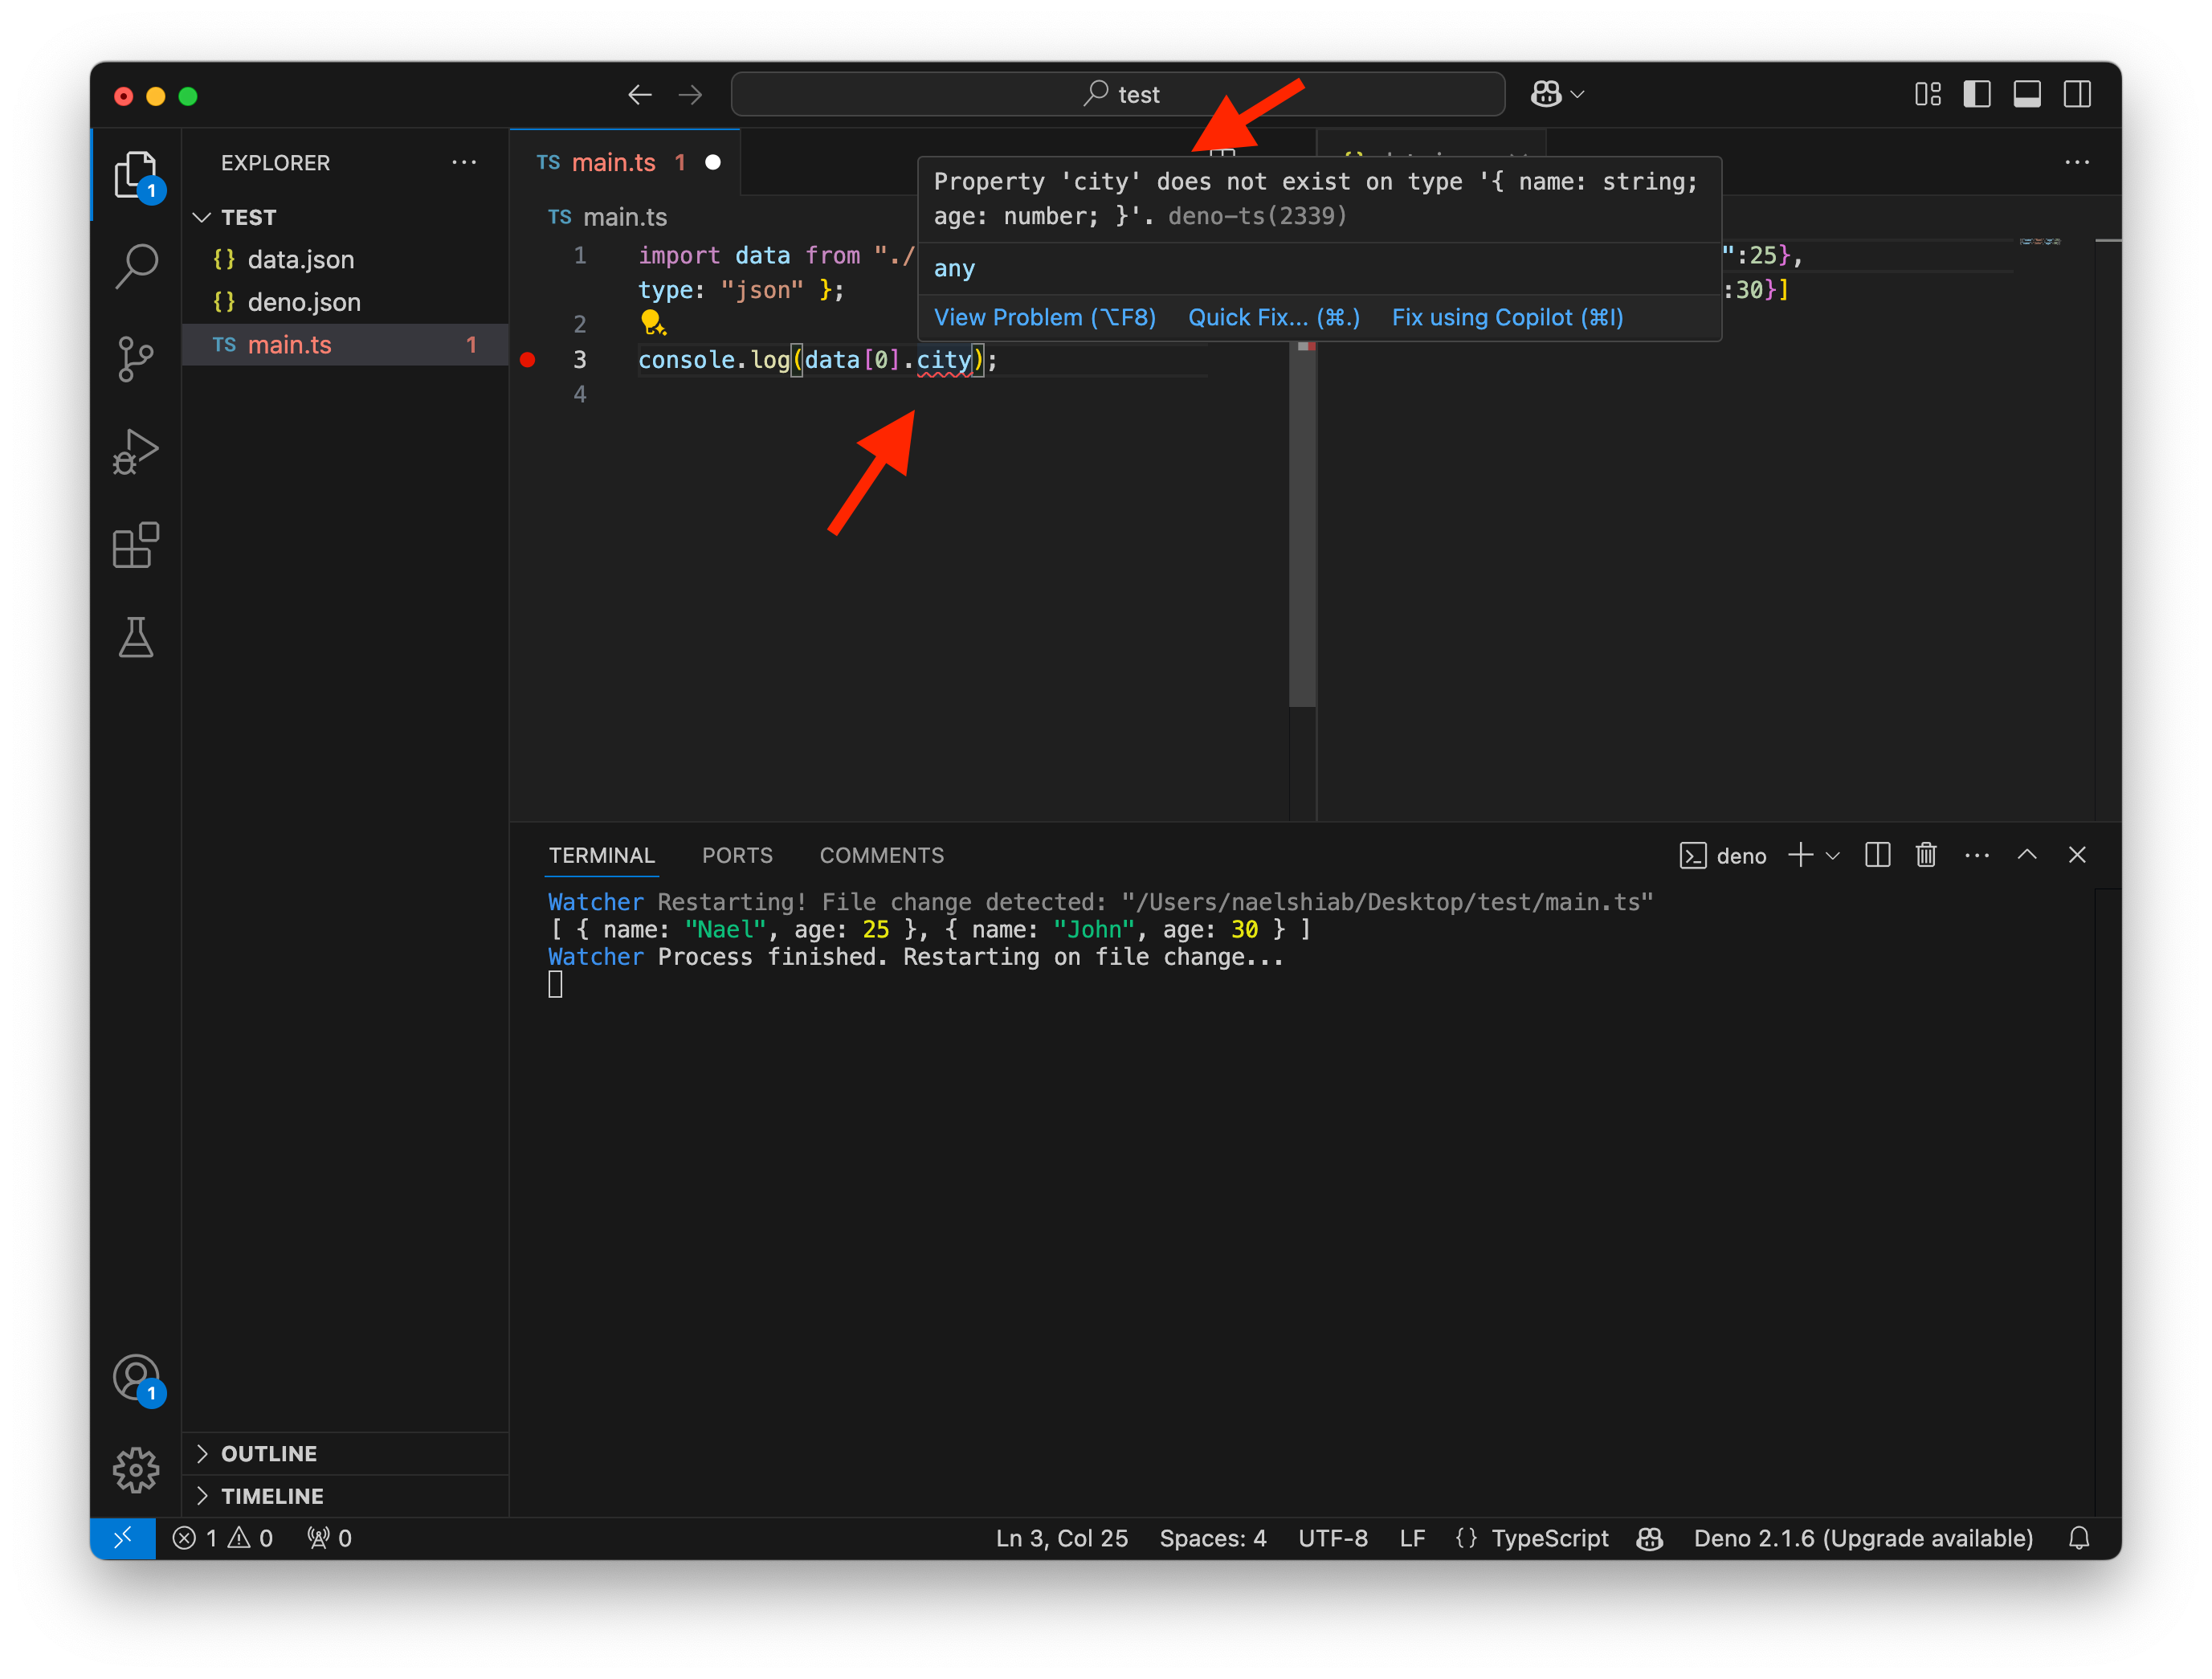 test
EXPLORER
TEST
data.json
deno.json
TS main.ts 1
TS main.ts 1
TS main.ts
1 import data from "./
type: "json" };
2
3 console.log(data[0].city);
4
Property 'city' does not exist on type '{ name: string;
age: number; }'. deno-ts(2339)
any
View Problem (⌥F8) Quick Fix... (⌘.) Fix using Copilot (⌘I)
":25},
:30}]
TERMINAL PORTS COMMENTS
deno
Watcher Restarting! File change detected: "/Users/naelshiab/Desktop/test/main.ts"
[ { name: "Nael", age: 25 }, { name: "John", age: 30 } ]
Watcher Process finished. Restarting on file change...
1
1
OUTLINE
TIMELINE
1 0 0
Ln 3, Col 25 Spaces: 4 UTF-8 LF {} TypeScript Deno 2.1.6 (Upgrade available)